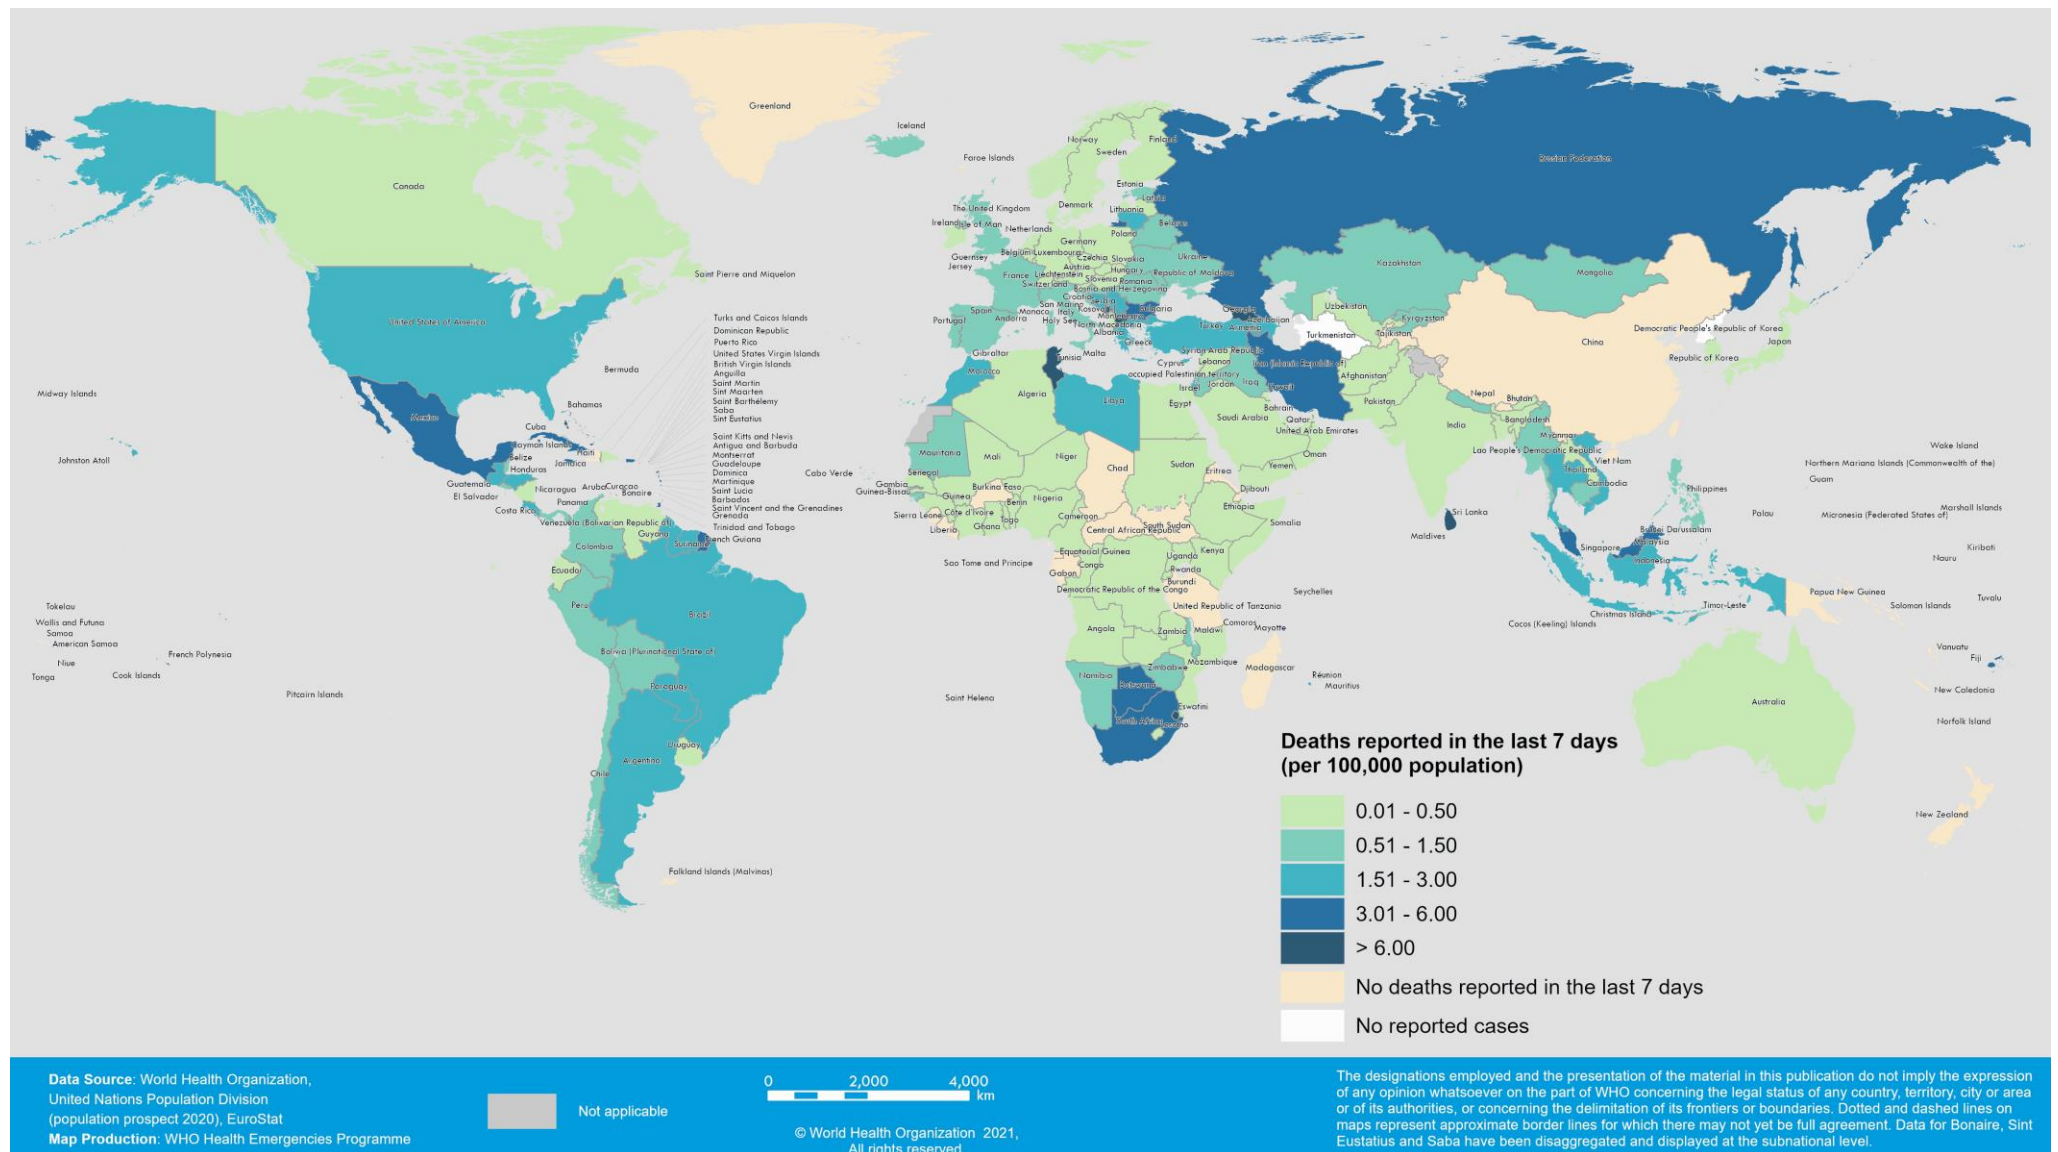 Greenland
Iceland
Faroe Islands
Norway
Sweden
Finland
Russian Federation
Canada
Estonia
Latvia
Denmark
Lithuania
The United Kingdom
Ireland
Isle of Man
Netherlands
Belarus
Poland
Germany
Guernsey
Jersey
Belgium
Luxembourg
Czechia
Slovakia
Ukraine
Austria
Hungary
Republic of Moldova
France
Liechtenstein
Switzerland
Slovenia
Romania
Bosnia and Herzegovina
Croatia
Serbia
San Marino
Kazakhstan
Mongolia
Saint Pierre and Miquelon
Spain
Portugal
Andorra
Monaco
Italy
Kosovo
Holy See
Montenegro
Bulgaria
North Macedonia
Albania
Georgia
Azerbaijan
Turkey
Armenia
Uzbekistan
Kyrgyzstan
Turkmenistan
Tajikistan
Democratic People's Republic of Korea
Japan
China
Republic of Korea
United States of America
Turks and Caicos Islands
Dominican Republic
Puerto Rico
United States Virgin Islands
British Virgin Islands
Anguilla
Saint Martin
Sint Maarten
Saint Barthélemy
Saba
Sint Eustatius
Saint Kitts and Nevis
Antigua and Barbuda
Montserrat
Guadeloupe
Dominica
Martinique
Saint Lucia
Barbados
Saint Vincent and the Grenadines
Grenada
Trinidad and Tobago
Bermuda
Bahamas
Midway Islands
Johnston Atoll
Mexico
Cuba
Cayman Islands
Haiti
Jamaica
Belize
Honduras
Guatemala
El Salvador
Nicaragua
Aruba
Curaçao
Bonaire
Costa Rica
Panama
Venezuela (Bolivarian Republic of)
Guyana
Suriname
French Guiana
Colombia
Ecuador
Peru
Brazil
Bolivia (Plurinational State of)
Paraguay
Uruguay
Argentina
Chile
Falkland Islands (Malvinas)
Tokelau
Wallis and Futuna
Samoa
American Samoa
Niue
Tonga
Cook Islands
French Polynesia
Pitcairn Islands
Gibraltar
Morocco
Tunisia
Malta
Greece
Cyprus
Syrian Arab Republic
Lebanon
occupied Palestinian territory
Israel
Jordan
Iraq
Iran (Islamic Republic of)
Kuwait
Afghanistan
Algeria
Libya
Egypt
Saudi Arabia
Bahrain
Qatar
United Arab Emirates
Oman
Yemen
Pakistan
India
Nepal
Bhutan
Bangladesh
Myanmar
Lao People's Democratic Republic
Viet Nam
Thailand
Cambodia
Philippines
Sri Lanka
Maldives
Brunei Darussalam
Malaysia
Singapore
Indonesia
Timor-Leste
Christmas Island
Cocos (Keeling) Islands
Wake Island
Northern Mariana Islands (Commonwealth of the)
Guam
Palau
Micronesia (Federated States of)
Marshall Islands
Kiribati
Nauru
Papua New Guinea
Solomon Islands
Tuvalu
Vanuatu
Fiji
New Caledonia
Norfolk Island
Australia
New Zealand
Cabo Verde
Mauritania
Mali
Niger
Chad
Sudan
Eritrea
Djibouti
Senegal
Gambia
Guinea-Bissau
Guinea
Burkina Faso
Benin
Nigeria
Sierra Leone
Côte d'Ivoire
Liberia
Ghana
Togo
Cameroon
Central African Republic
South Sudan
Ethiopia
Somalia
Equatorial Guinea
Sao Tome and Principe
Gabon
Congo
Uganda
Kenya
Rwanda
Burundi
Democratic Republic of the Congo
United Republic of Tanzania
Seychelles
Angola
Zambia
Malawi
Comoros
Mayotte
Mozambique
Zimbabwe
Madagascar
Namibia
Botswana
Réunion
Mauritius
Saint Helena
Eswatini
South Africa
Lesotho
Deaths reported in the last 7 days
(per 100,000 population)
0.01 - 0.50
0.51 - 1.50
1.51 - 3.00
3.01 - 6.00
> 6.00
No deaths reported in the last 7 days
No reported cases
Data Source: World Health Organization,
United Nations Population Division
(population prospect 2020), EuroStat
Map Production: WHO Health Emergencies Programme
Not applicable
0 2,000 4,000
km
© World Health Organization 2021,
All rights reserved
The designations employed and the presentation of the material in this publication do not imply the expression
of any opinion whatsoever on the part of WHO concerning the legal status of any country, territory, city or area
or of its authorities, or concerning the delimitation of its frontiers or boundaries. Dotted and dashed lines on
maps represent approximate border lines for which there may not yet be full agreement. Data for Bonaire, Sint
Eustatius and Saba have been disaggregated and displayed at the subnational level.